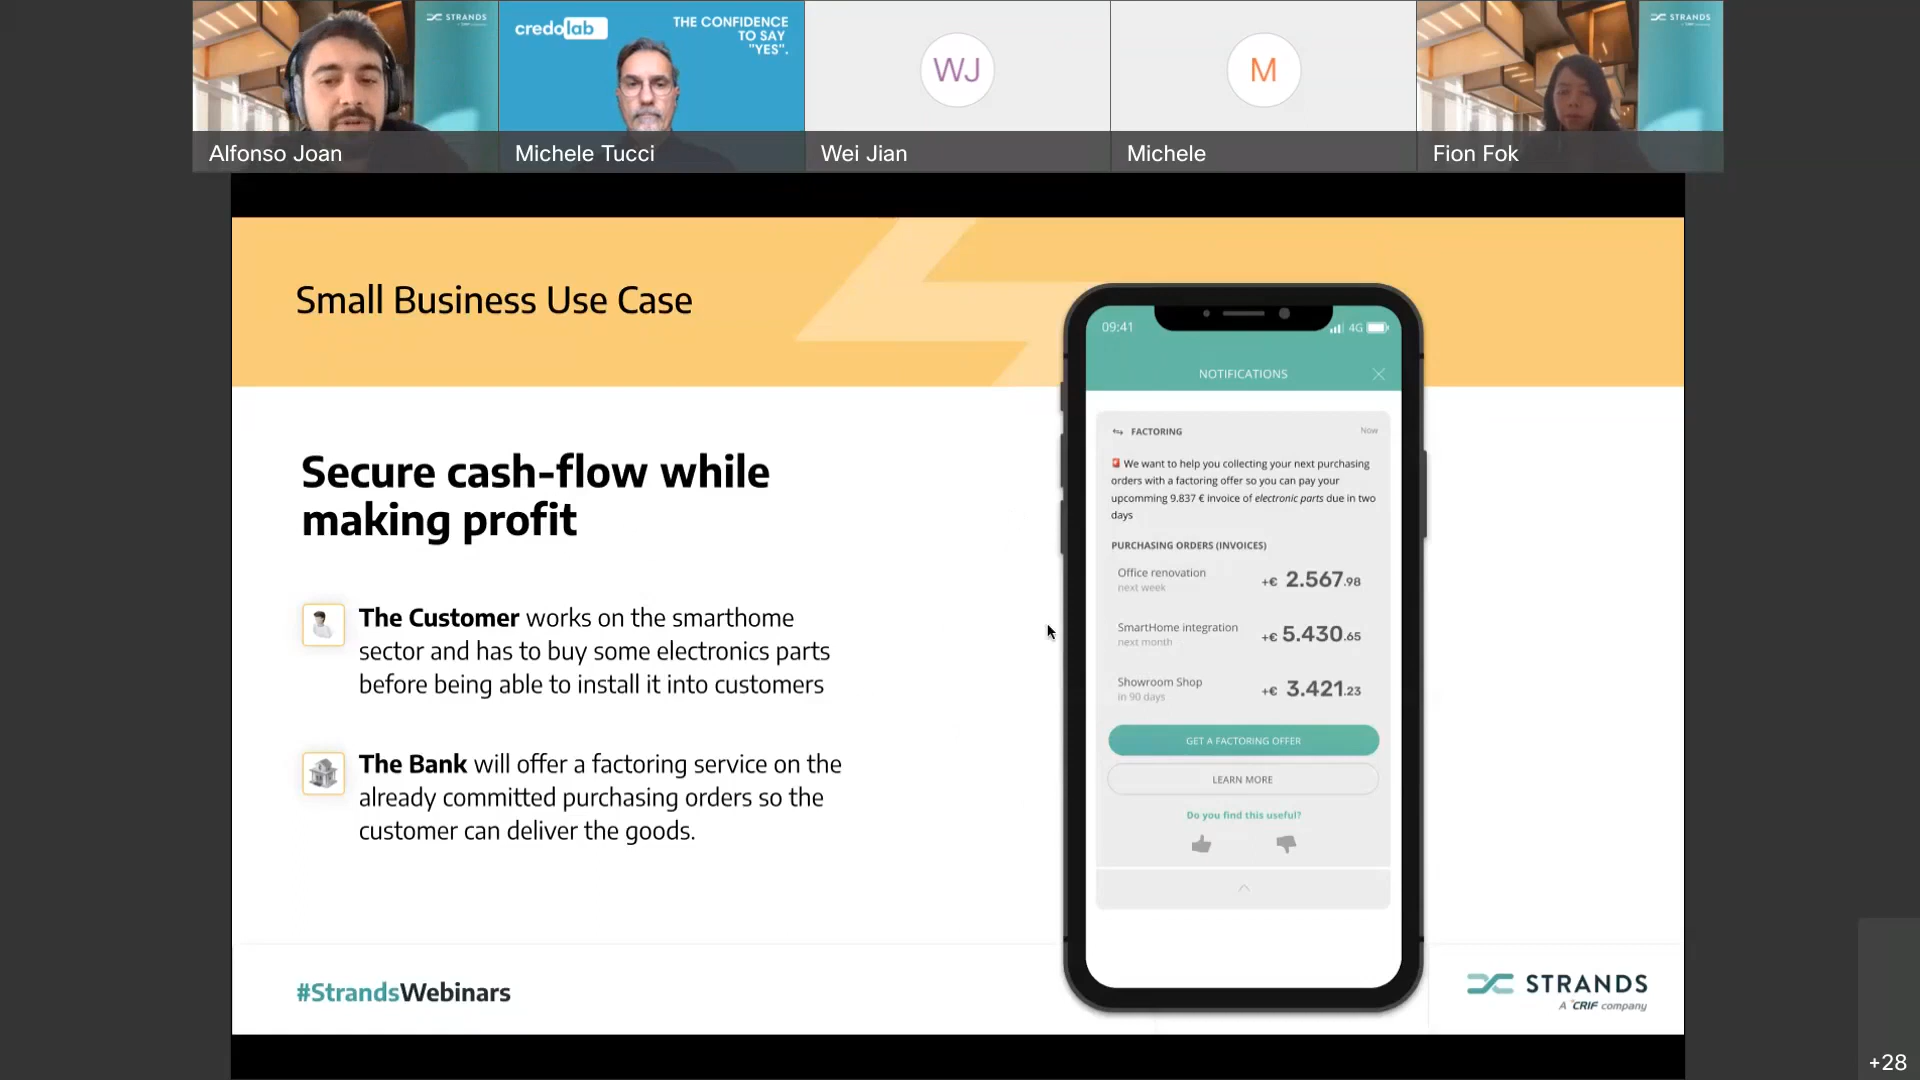 STRANDS
credolab
THE CONFIDENCE
TO SAY
"YES".
WJ
M
STRANDS
Alfonso Joan
Michele Tucci
Wei Jian
Michele
Fion Fok
Small Business Use Case
Secure cash-flow while
making profit
The Customer works on the smarthome
sector and has to buy some electronics parts
before being able to install it into customers
The Bank will offer a factoring service on the
already committed purchasing orders so the
customer can deliver the goods.
09:41
4G
NOTIFICATIONS
FACTORING
Now
We want to help you collecting your next purchasing
orders with a factoring offer so you can pay your
upcomming 9.837 € invoice of electronic parts due in two
days
PURCHASING ORDERS (INVOICES)
Office renovation
+€ 2.567.98
next week
SmartHome integration
+€ 5.430.65
next month
Showroom Shop
+€ 3.421.23
in 90 days
GET A FACTORING OFFER
LEARN MORE
Do you find this useful?
#StrandsWebinars
STRANDS
A CRIF company
+28